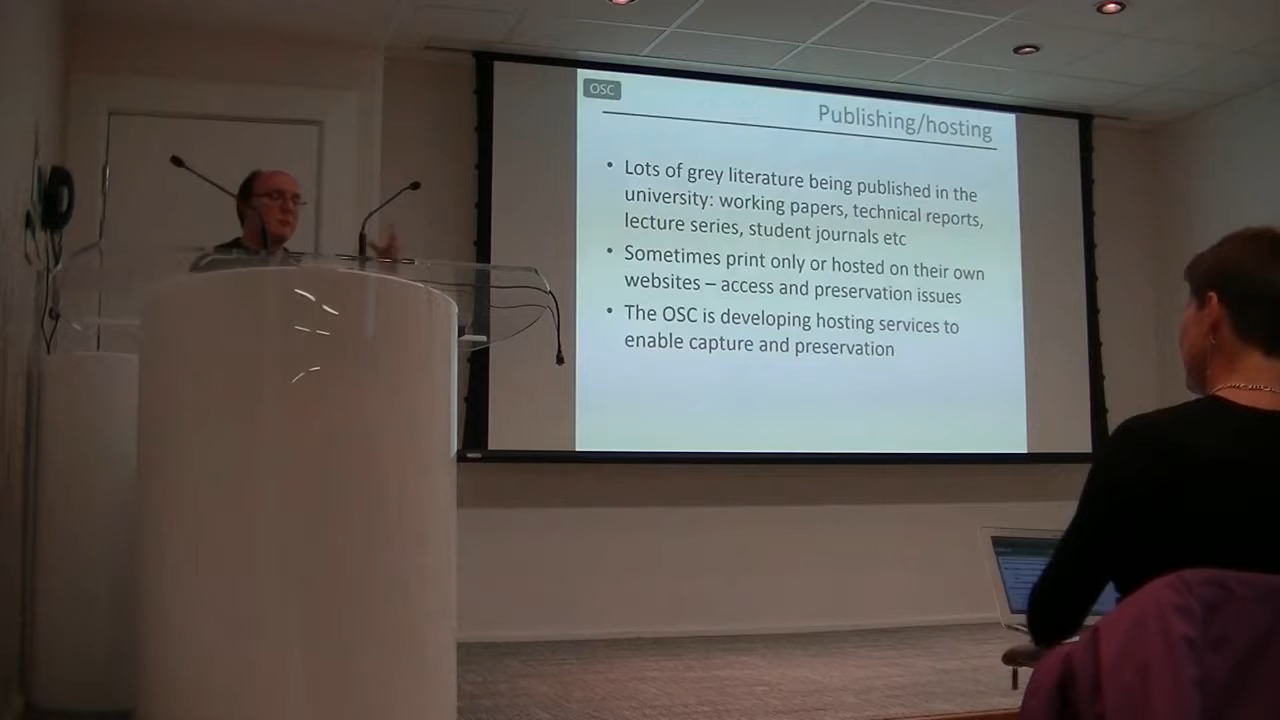 OSC
Publishing/hosting
• Lots of grey literature being published in the
university: working papers, technical reports,
lecture series, student journals etc
• Sometimes print only or hosted on their own
websites – access and preservation issues
• The OSC is developing hosting services to
enable capture and preservation